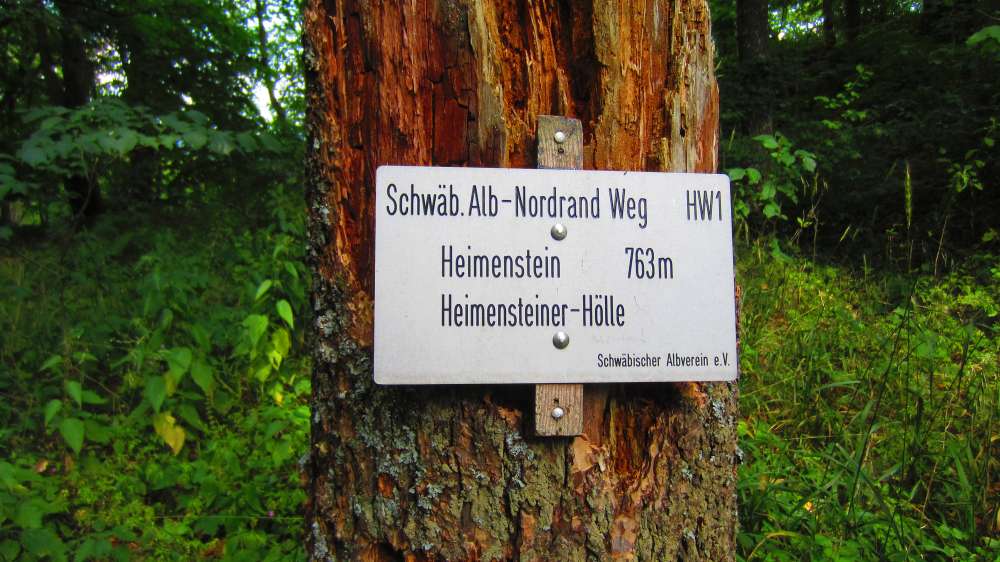 Schwäb. Alb-Nordrand Weg HW1
Heimenstein 763m
Heimensteiner-Hölle
Schwäbischer Albverein e.V.